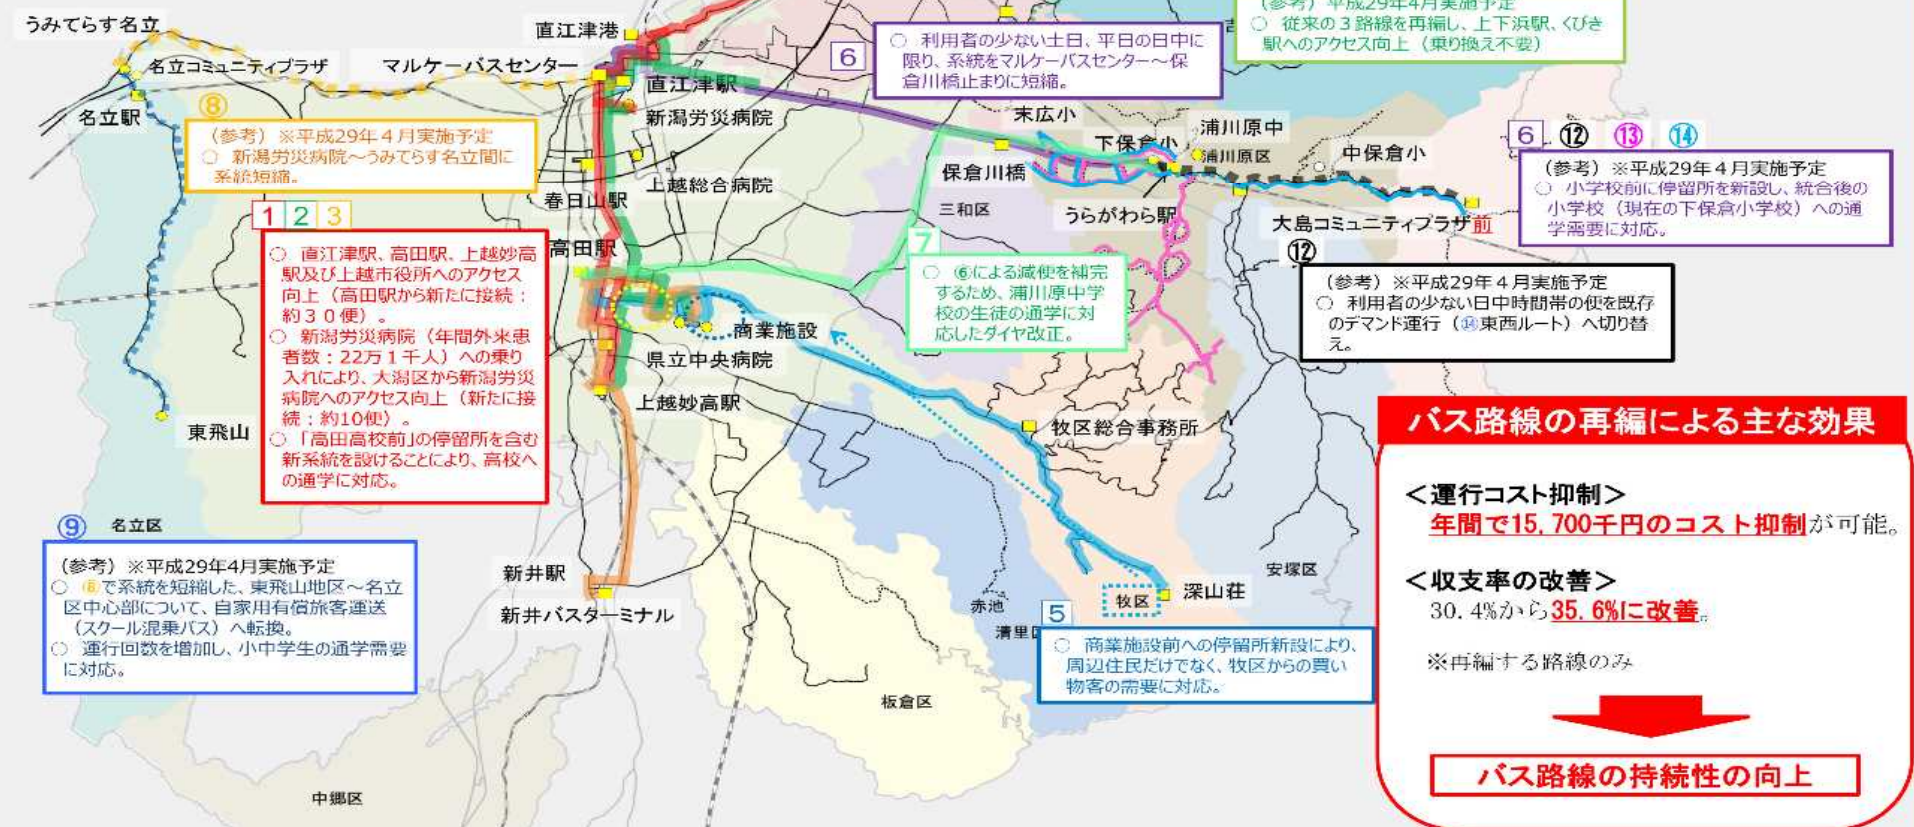 (参考)平成29年4月実施予定
○ 従来の3路線を再編し、上下浜駅、くびき
駅へのアクセス向上(乗り換え不要)
うみてらす名立
直江津港
6
○ 利用者の少ない土日、平日の日中に
限り、系統をマルケーバスセンター~保
倉川橋止まりに短縮。
名立コミュニティプラザ
マルケーバスセンター
直江津駅
名立駅
⑧
新潟労災病院
末広小
浦川原中
(参考)※平成29年4月実施予定
○ 新潟労災病院~うみてらす名立間に
系統短縮。
下保倉小
浦川原区
中保倉小
6 ⑫ ⑬ ⑭
(参考)※平成29年4月実施予定
○ 小学校前に停留所を新設し、統合後の
小学校(現在の下保倉小学校)への通
学需要に対応。
保倉川橋
上越総合病院
春日山駅
三和区
うらがわら駅
大島コミュニティプラザ前
1 2 3
○ 直江津駅、高田駅、上越妙高
駅及び上越市役所へのアクセス
向上(高田駅から新たに接続:
約30便)。
○ 新潟労災病院(年間外来患
者数:22万1千人)への乗り
入れにより、大潟区から新潟労災
病院へのアクセス向上(新たに接
続:約10便)。
○「高田高校前」の停留所を含む
新系統を設けることにより、高校へ
の通学に対応。
高田駅
7
○ ⑥による減便を補完
するため、浦川原中学
校の生徒の通学に対
応したダイヤ改正。
⑫
(参考)※平成29年4月実施予定
○ 利用者の少ない日中時間帯の便を既存
のデマンド運行(⑭東西ルート)へ切り替
え。
商業施設
県立中央病院
上越妙高駅
東飛山
牧区総合事務所
バス路線の再編による主な効果
<運行コスト抑制>
年間で15,700千円のコスト抑制が可能。
<収支率の改善>
30.4%から35.6%に改善。
※再編する路線のみ
バス路線の持続性の向上
⑨
名立区
(参考)※平成29年4月実施予定
○ ⑧で系統を短縮した、東飛山地区~名立
区中心部について、自家用有償旅客運送
(スクール混乗バス)へ転換。
○ 運行回数を増加し、小中学生の通学需要
に対応。
新井駅
新井バスターミナル
安塚区
赤池
牧区
深山荘
清里区
5
○ 商業施設前への停留所新設により、
周辺住民だけでなく、牧区からの買い
物客の需要に対応。
板倉区
中郷区